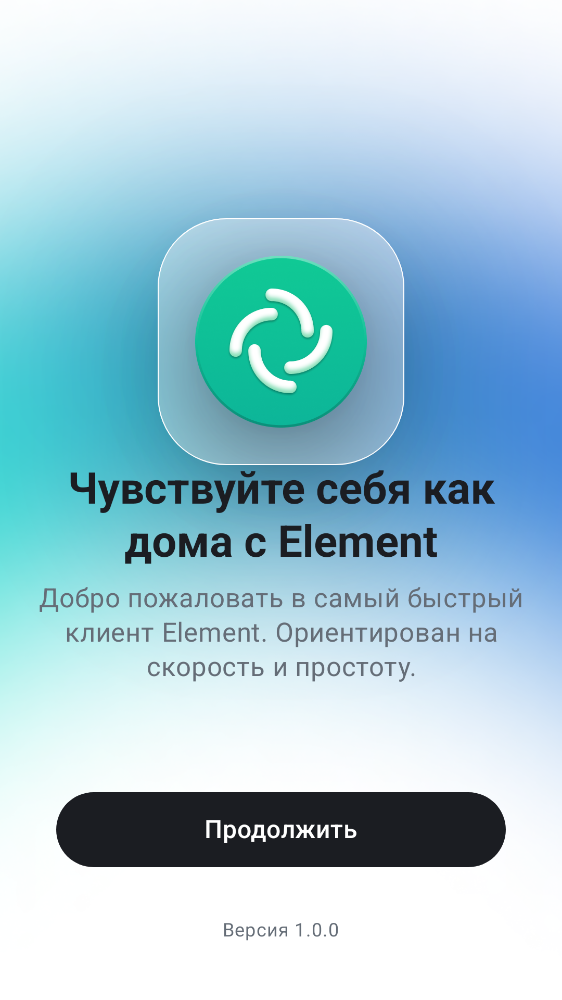 Чувствуйте себя как
дома с Element
Добро пожаловать в самый быстрый
клиент Element. Ориентирован на
скорость и простоту.
Продолжить
Версия 1.0.0